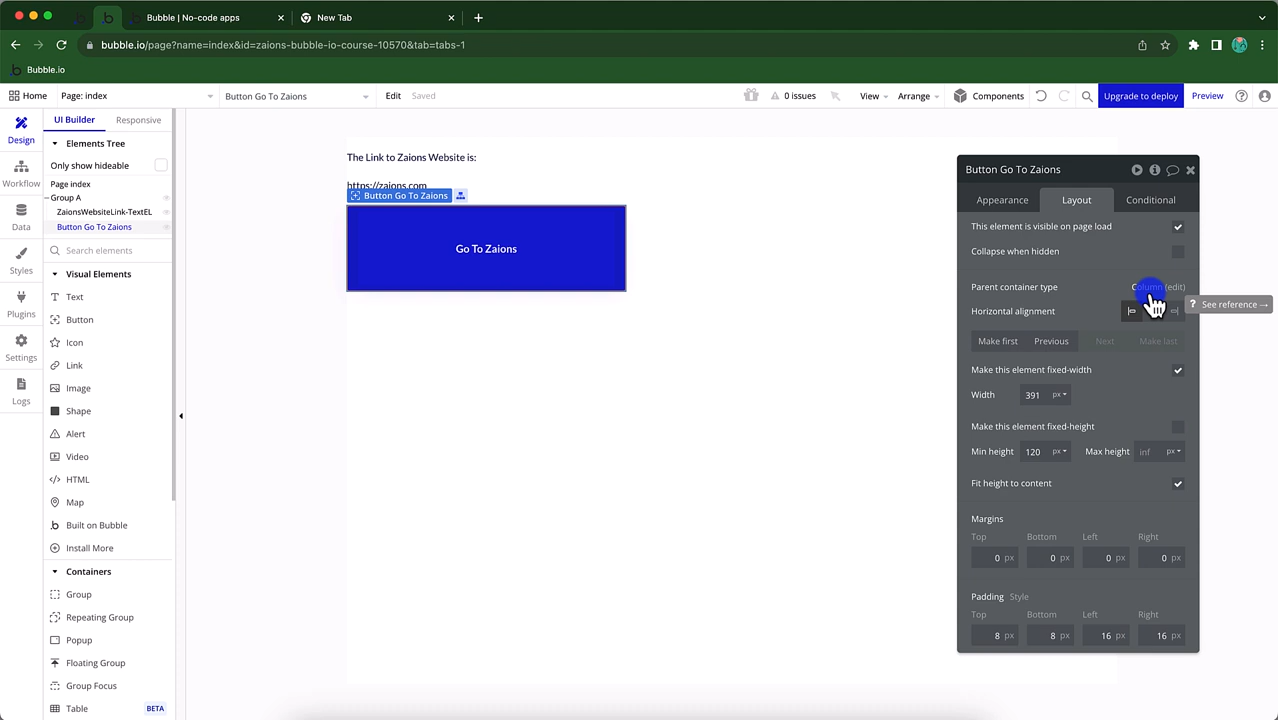 Bubble | No-code apps
New Tab
bubble.io/page?name=index&id=zaions-bubble-io-course-10570&tab=tabs-1
Bubble.io
Home Page: index Button Go To Zaions Edit Saved 0 issues View Arrange Components Upgrade to deploy Preview
Design
Workflow
Data
Styles
Plugins
Settings
Logs
UI Builder Responsive
Elements Tree
Only show hideable
Page index
Group A
ZaionsWebsiteLink-TextEL
Button Go To Zaions
Search elements
Visual Elements
Text
Button
Icon
Link
Image
Shape
Alert
Video
HTML
Map
Built on Bubble
Install More
Containers
Group
Repeating Group
Popup
Floating Group
Group Focus
Table BETA
The Link to Zaions Website is:
https://zaions.com
Button Go To Zaions
Go To Zaions
Button Go To Zaions
Appearance Layout Conditional
This element is visible on page load
Collapse when hidden
Parent container type Column (edit)
? See reference →
Horizontal alignment
Make first Previous Next Make last
Make this element fixed-width
Width 391 px
Make this element fixed-height
Min height 120 px Max height inf px
Fit height to content
Margins
Top Bottom Left Right
0 px 0 px 0 px 0 px
Padding Style
Top Bottom Left Right
8 px 8 px 16 px 16 px